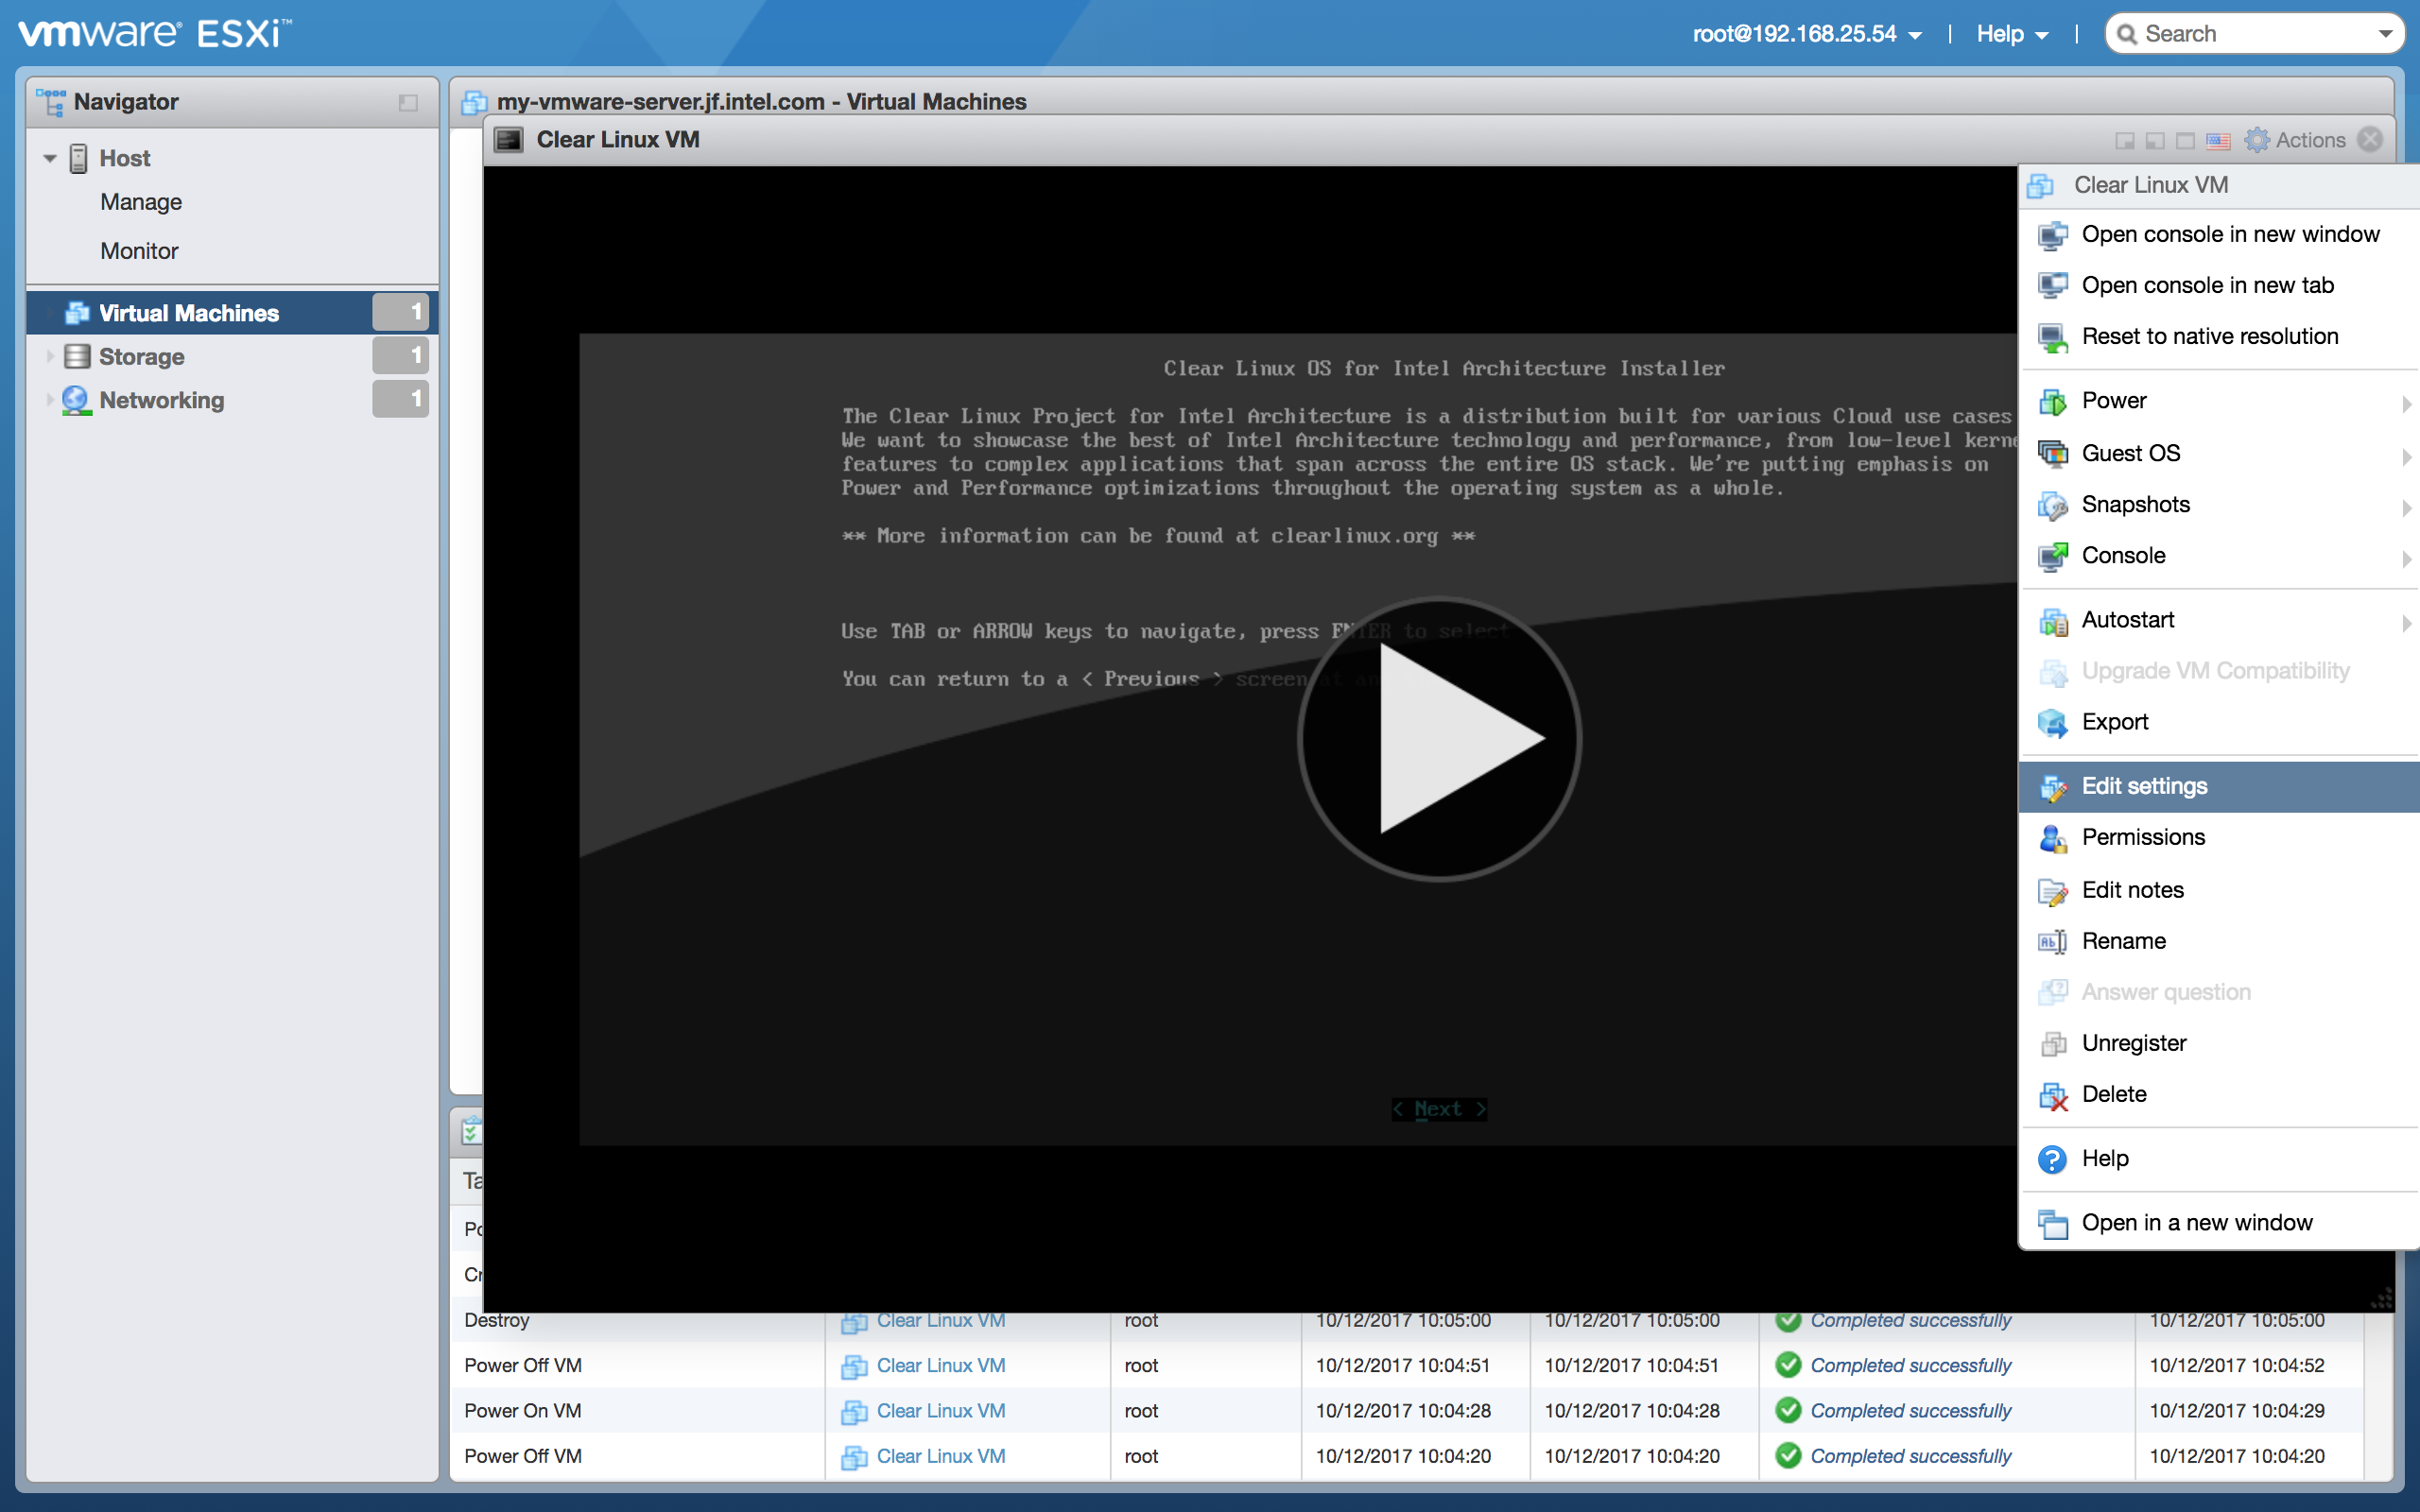 vmware® ESXi™
root@192.168.25.54
Help
Search
Navigator
Host
Manage
Monitor
Virtual Machines 1
Storage 1
Networking 1
my-vmware-server.jf.intel.com - Virtual Machines
Clear Linux VM
Actions
Clear Linux OS for Intel Architecture Installer
The Clear Linux Project for Intel Architecture is a distribution built for various Cloud use cases
We want to showcase the best of Intel Architecture technology and performance, from low-level kerne
features to complex applications that span across the entire OS stack. We're putting emphasis on
Power and Performance optimizations throughout the operating system as a whole.
** More information can be found at clearlinux.org **
Use TAB or ARROW keys to navigate, press ENTER to select
You can return to a < Previous > screen at an
< Next >
Clear Linux VM
Open console in new window
Open console in new tab
Reset to native resolution
Power
Guest OS
Snapshots
Console
Autostart
Upgrade VM Compatibility
Export
Edit settings
Permissions
Edit notes
Rename
Answer question
Unregister
Delete
Help
Open in a new window
Ta
Po
Cr
Destroy Clear Linux VM root 10/12/2017 10:05:00 10/12/2017 10:05:00 Completed successfully 10/12/2017 10:05:00
Power Off VM Clear Linux VM root 10/12/2017 10:04:51 10/12/2017 10:04:51 Completed successfully 10/12/2017 10:04:52
Power On VM Clear Linux VM root 10/12/2017 10:04:28 10/12/2017 10:04:28 Completed successfully 10/12/2017 10:04:29
Power Off VM Clear Linux VM root 10/12/2017 10:04:20 10/12/2017 10:04:20 Completed successfully 10/12/2017 10:04:20